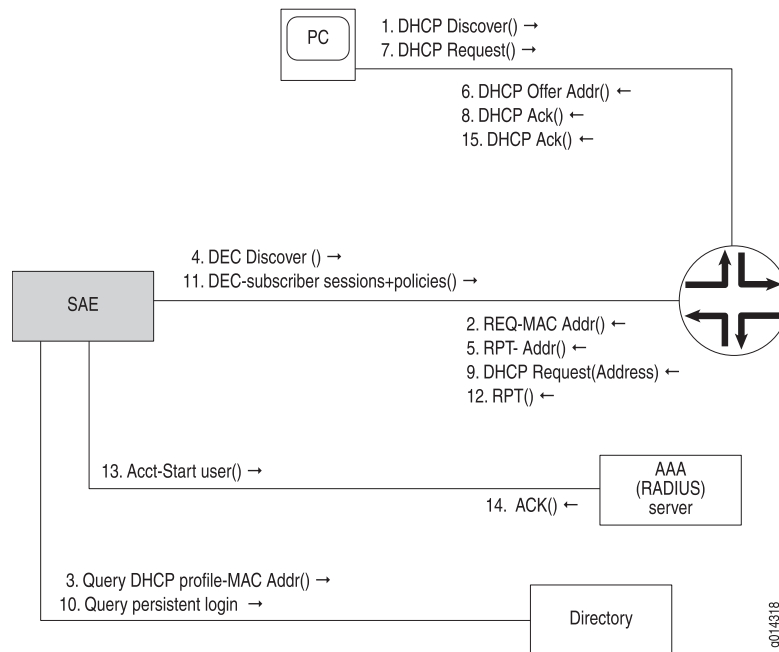 PC
1. DHCP Discover() →
7. DHCP Request() →
6. DHCP Offer Addr() ←
8. DHCP Ack() ←
15. DHCP Ack() ←
4. DEC Discover () →
11. DEC-subscriber sessions+policies() →
SAE
2. REQ-MAC Addr() ←
5. RPT- Addr() ←
9. DHCP Request(Address) ←
12. RPT() ←
13. Acct-Start user() →
14. ACK() ←
AAA
(RADIUS)
server
3. Query DHCP profile-MAC Addr() →
10. Query persistent login →
Directory
g014318